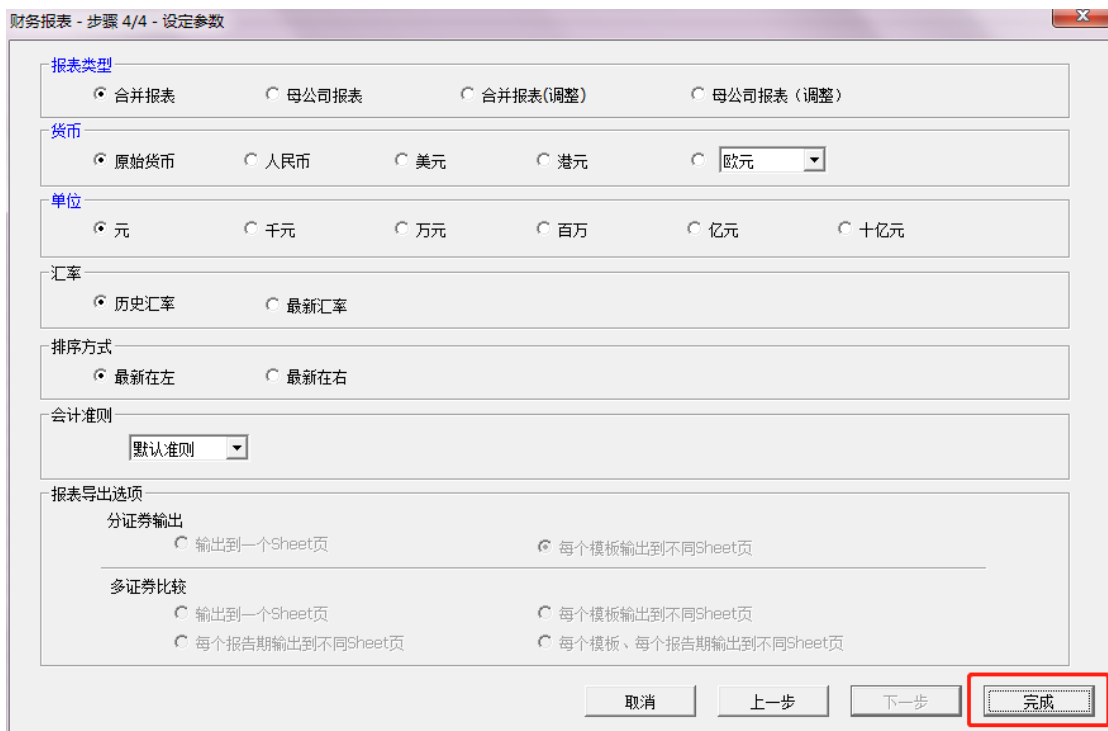 财务报表 - 步骤 4/4 - 设定参数
报表类型
合并报表 母公司报表 合并报表(调整) 母公司报表（调整）
货币
原始货币 人民币 美元 港元 欧元
单位
元 千元 万元 百万 亿元 十亿元
汇率
历史汇率 最新汇率
排序方式
最新在左 最新在右
会计准则
默认准则
报表导出选项
分证券输出
输出到一个Sheet页 每个模板输出到不同Sheet页
多证券比较
输出到一个Sheet页 每个模板输出到不同Sheet页
每个报告期输出到不同Sheet页 每个模板、每个报告期输出到不同Sheet页
取消 上一步 下一步 完成